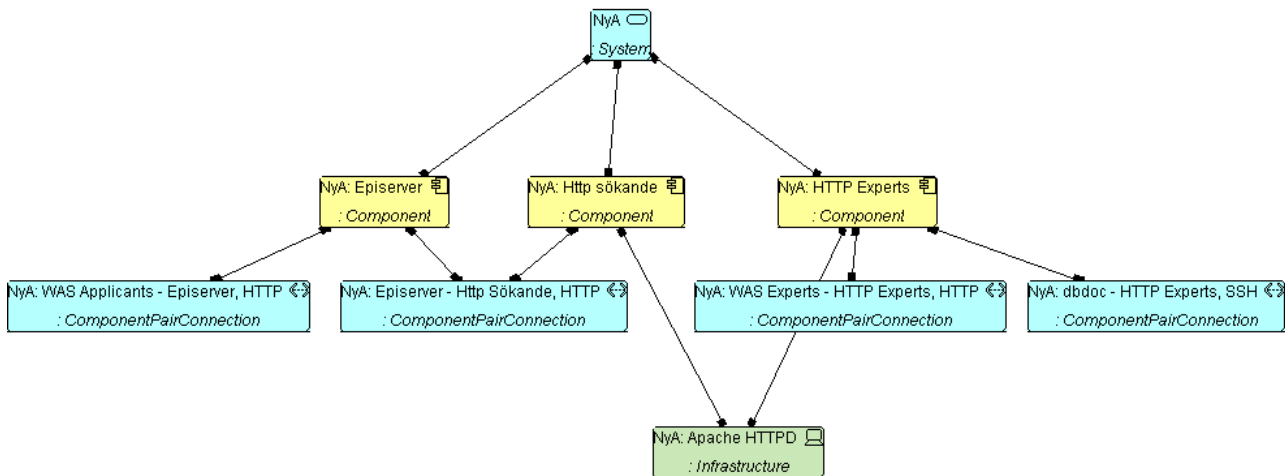 NyA
: System
NyA: Episerver
: Component
NyA: Http sökande
: Component
NyA: HTTP Experts
: Component
NyA: WAS Applicants - Episerver, HTTP
: ComponentPairConnection
NyA: Episerver - Http Sökande, HTTP
: ComponentPairConnection
NyA: WAS Experts - HTTP Experts, HTTP
: ComponentPairConnection
NyA: dbdoc - HTTP Experts, SSH
: ComponentPairConnection
NyA: Apache HTTPD
: Infrastructure